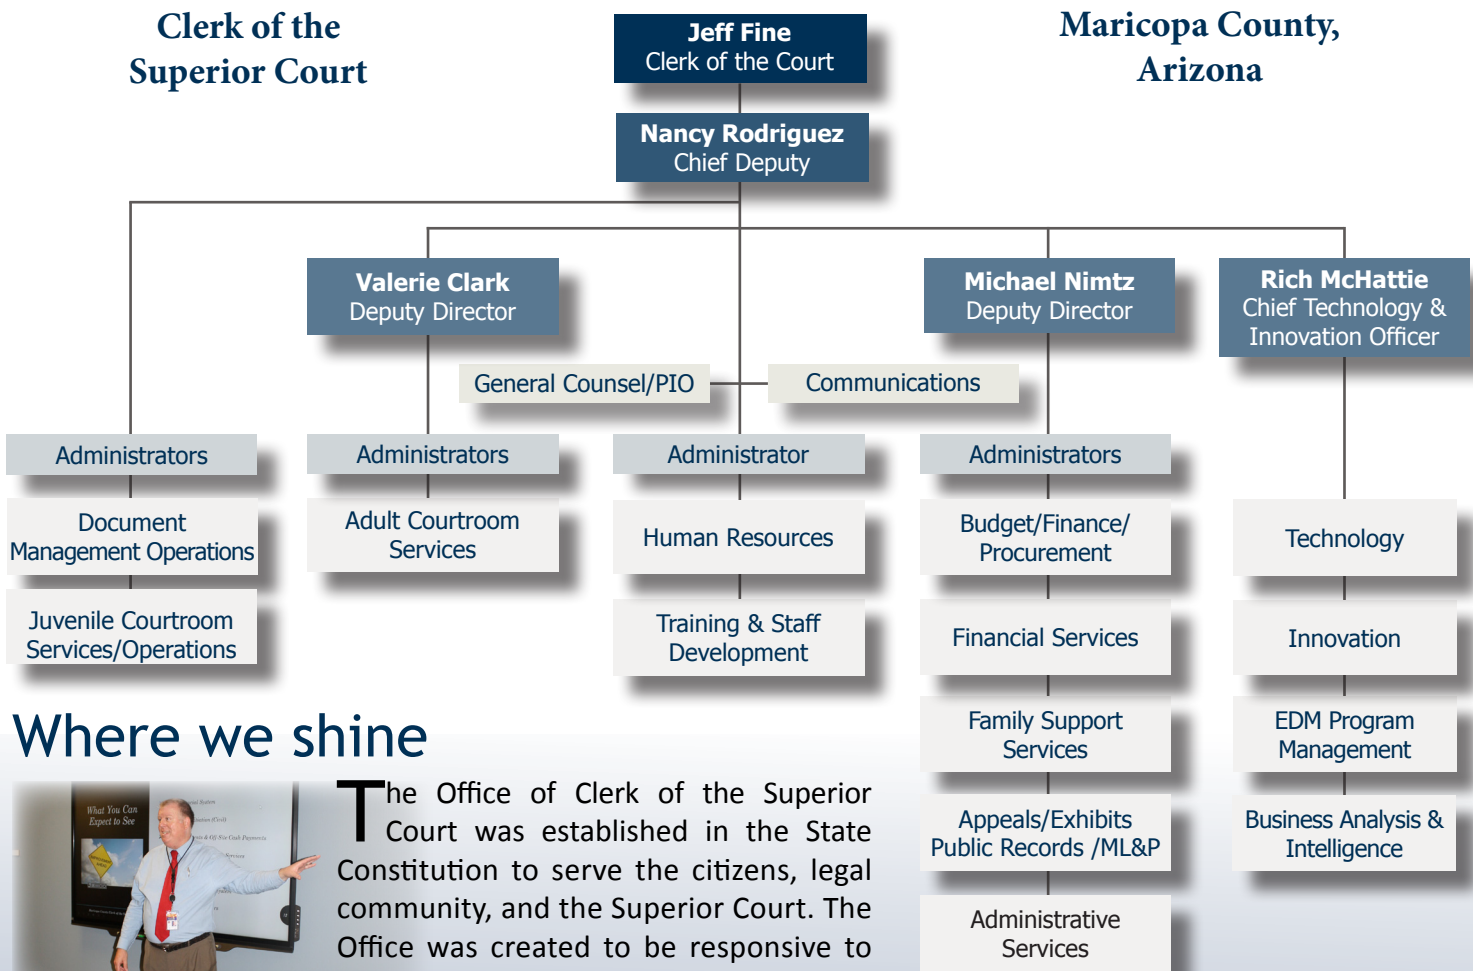 Clerk of the
Superior Court
Maricopa County,
Arizona
Jeff Fine
Clerk of the Court
Nancy Rodriguez
Chief Deputy
Valerie Clark
Deputy Director
Michael Nimtz
Deputy Director
Rich McHattie
Chief Technology &
Innovation Officer
General Counsel/PIO
Communications
Administrators
Document
Management Operations
Juvenile Courtroom
Services/Operations
Administrators
Adult Courtroom
Services
Administrator
Human Resources
Training & Staff
Development
Administrators
Budget/Finance/
Procurement
Financial Services
Family Support
Services
Appeals/Exhibits
Public Records /ML&P
Administrative
Services
Technology
Innovation
EDM Program
Management
Business Analysis &
Intelligence
Where we shine
What You Can
Expect to See
System
& Off Site Cash Payments
The Office of Clerk of the Superior
Court was established in the State
Constitution to serve the citizens, legal
community, and the Superior Court. The
Office was created to be responsive to